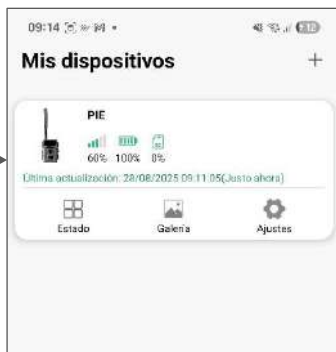 09:14
Mis dispositivos
PIE
60% 100% 0%
Última actualización: 28/08/2025 09:11:05(Justo ahora)
Estado Galería Ajustes